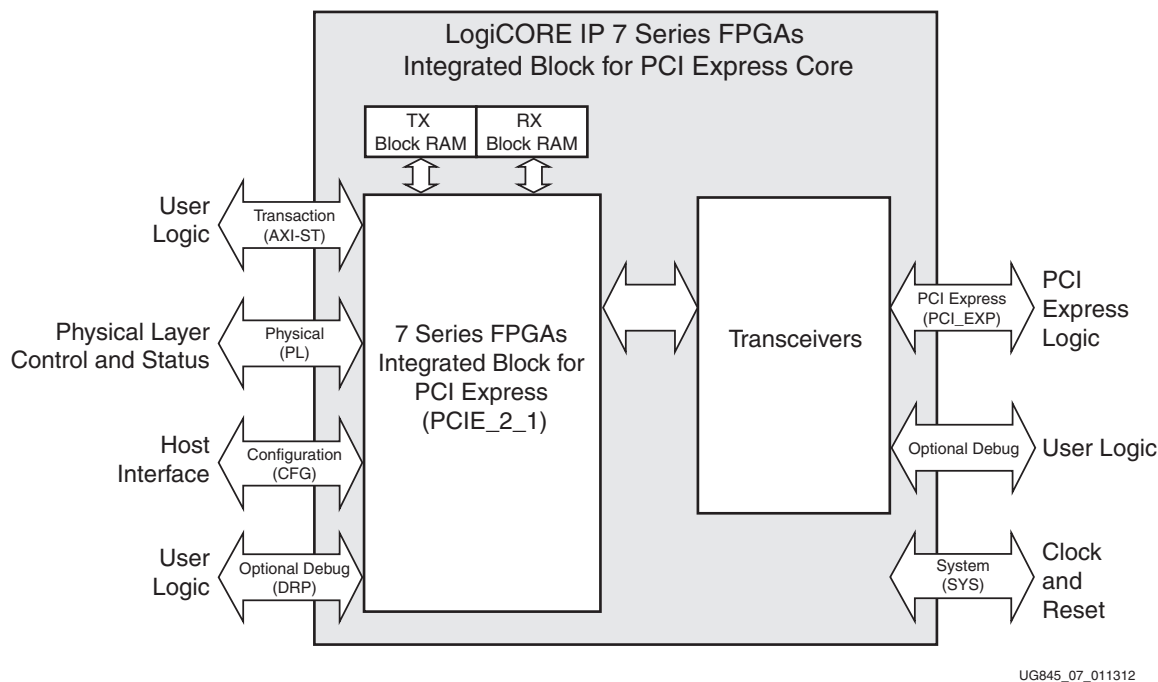 LogiCORE IP 7 Series FPGAs
Integrated Block for PCI Express Core
TX
Block RAM
RX
Block RAM
User
Logic
Transaction
(AXI-ST)
Physical Layer
Control and Status
Physical
(PL)
Host
Interface
Configuration
(CFG)
User
Logic
Optional Debug
(DRP)
7 Series FPGAs
Integrated Block for
PCI Express
(PCIE_2_1)
Transceivers
PCI Express
(PCI_EXP)
PCI
Express
Logic
Optional Debug
User Logic
System
(SYS)
Clock
and
Reset
UG845_07_011312